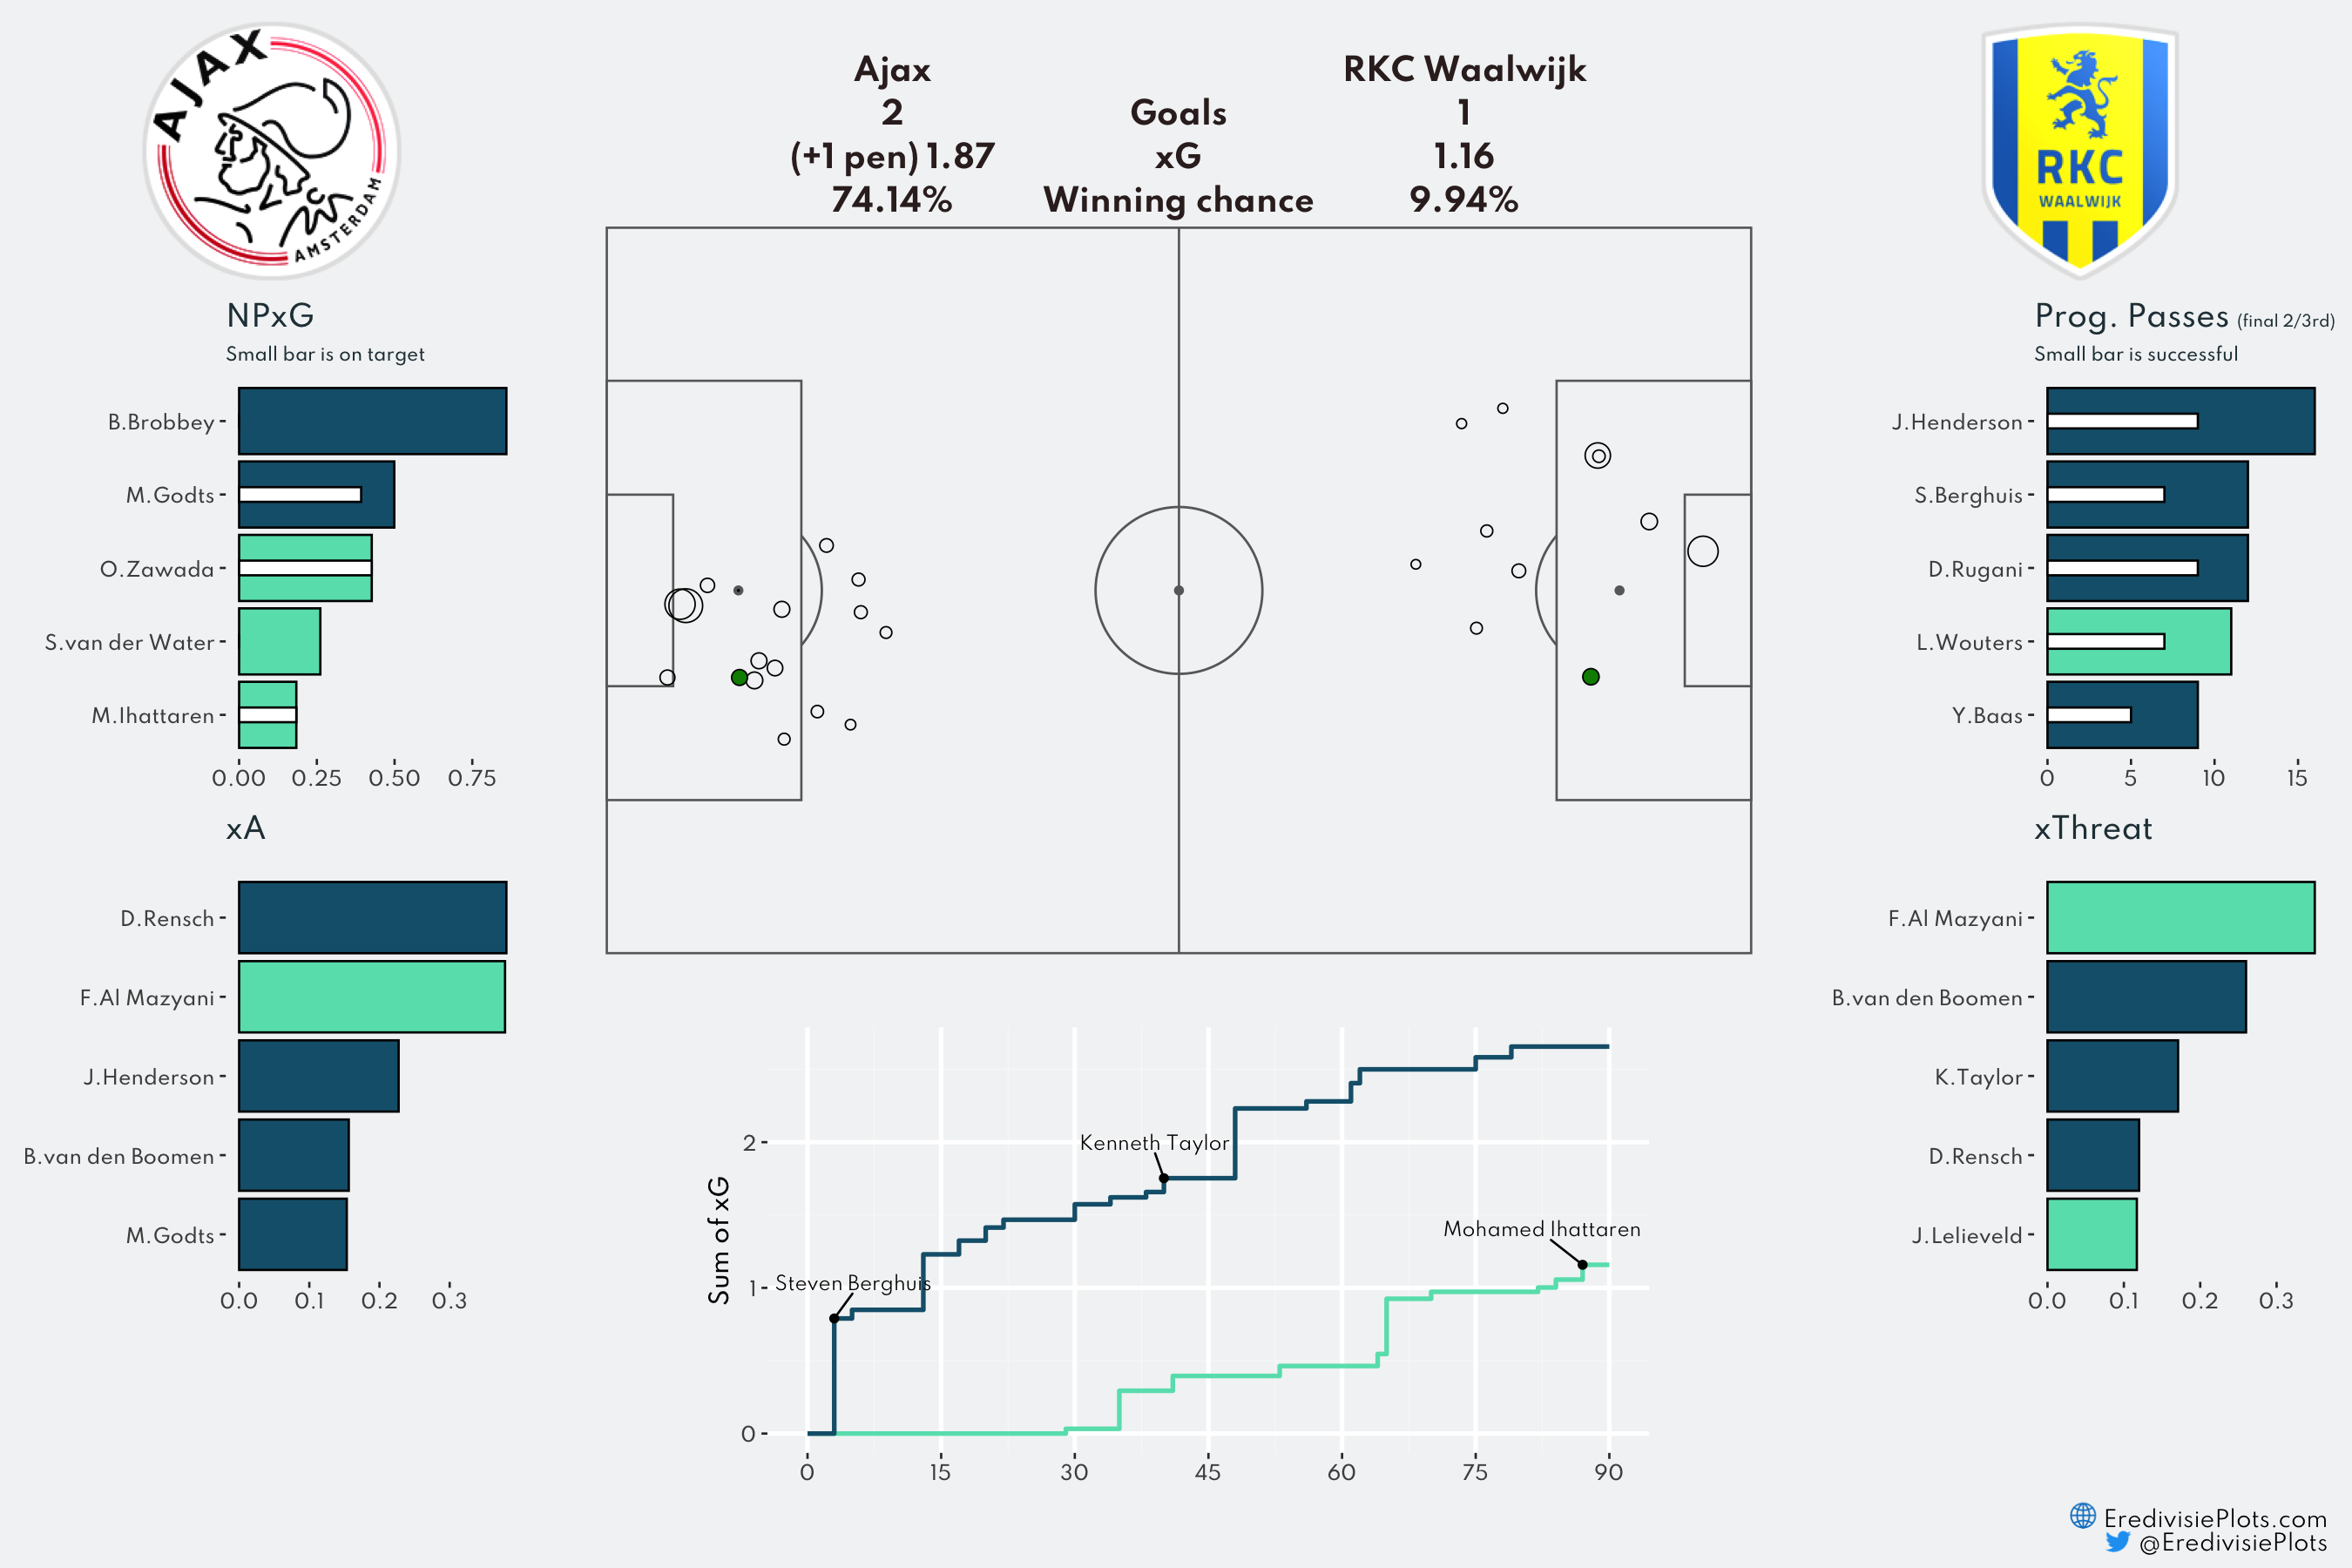 AJAX
AMSTERDAM
Ajax
RKC Waalwijk
2 Goals 1
(+1 pen) 1.87 xG 1.16
74.14% Winning chance 9.94%
RKC
WAALWIJK
NPxG
Small bar is on target
B.Brobbey
M.Godts
O.Zawada
S.van der Water
M.Ihattaren
0.00 0.25 0.50 0.75
xA
D.Rensch
F.Al Mazyani
J.Henderson
B.van den Boomen
M.Godts
0.0 0.1 0.2 0.3
Sum of xG
2
1
0
Kenneth Taylor
Mohamed Ihattaren
Steven Berghuis
0 15 30 45 60 75 90
Prog. Passes (final 2/3rd)
Small bar is successful
J.Henderson
S.Berghuis
D.Rugani
L.Wouters
Y.Baas
0 5 10 15
xThreat
F.Al Mazyani
B.van den Boomen
K.Taylor
D.Rensch
J.Lelieveld
0.0 0.1 0.2 0.3
EredivisiePlots.com
@EredivisiePlots